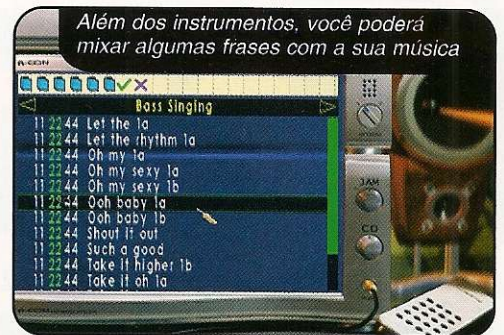 Além dos instrumentos, você poderá
mixar algumas frases com a sua música
Bass Singing
11 22 44 Let the 1a
11 22 44 Let the rhythm 1a
11 22 44 Oh my 1a
11 22 44 Oh my sexy 1a
11 22 44 Oh my sexy 1b
11 22 44 Ooh baby 1a
11 22 44 Ooh baby 1b
11 22 44 Shout it out
11 22 44 Such a good
11 22 44 Take it higher 1b
11 22 44 Take it oh 1a
JAM
CD